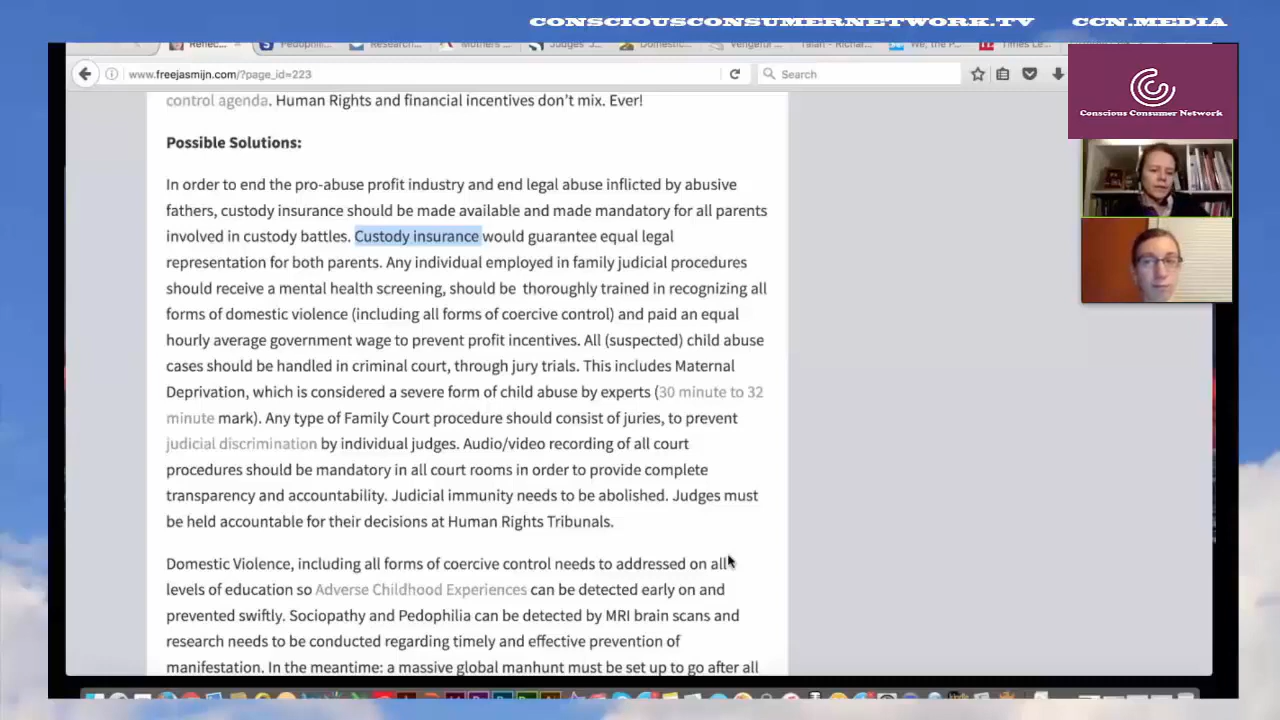 CONSCIOUSCONSUMERNETWORK.TV CCN.MEDIA
www.freejasmijn.com/?page_id=223
Search
Conscious Consumer Network
control agenda. Human Rights and financial incentives don't mix. Ever!
Possible Solutions:
In order to end the pro-abuse profit industry and end legal abuse inflicted by abusive
fathers, custody insurance should be made available and made mandatory for all parents
involved in custody battles. Custody insurance would guarantee equal legal
representation for both parents. Any individual employed in family judicial procedures
should receive a mental health screening, should be thoroughly trained in recognizing all
forms of domestic violence (including all forms of coercive control) and paid an equal
hourly average government wage to prevent profit incentives. All (suspected) child abuse
cases should be handled in criminal court, through jury trials. This includes Maternal
Deprivation, which is considered a severe form of child abuse by experts (30 minute to 32
minute mark). Any type of Family Court procedure should consist of juries, to prevent
judicial discrimination by individual judges. Audio/video recording of all court
procedures should be mandatory in all court rooms in order to provide complete
transparency and accountability. Judicial immunity needs to be abolished. Judges must
be held accountable for their decisions at Human Rights Tribunals.
Domestic Violence, including all forms of coercive control needs to addressed on all
levels of education so Adverse Childhood Experiences can be detected early on and
prevented swiftly. Sociopathy and Pedophilia can be detected by MRI brain scans and
research needs to be conducted regarding timely and effective prevention of
manifestation. In the meantime: a massive global manhunt must be set up to go after all